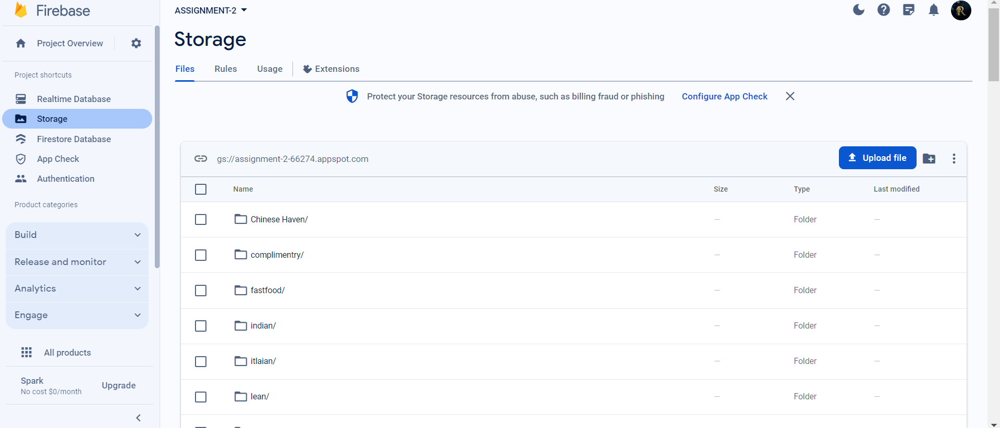 Firebase
Project Overview
Project shortcuts
Realtime Database
Storage
Firestore Database
App Check
Authentication
Product categories
Build
Release and monitor
Analytics
Engage
All products
Spark
No cost $0/month
Upgrade
ASSIGNMENT-2
R
Storage
Files Rules Usage Extensions
Protect your Storage resources from abuse, such as billing fraud or phishing Configure App Check
gs://assignment-2-66274.appspot.com
Upload file
Name Size Type Last modified
Chinese Haven/ — Folder —
complimentry/ — Folder —
fastfood/ — Folder —
indian/ — Folder —
itlaian/ — Folder —
lean/ — Folder —